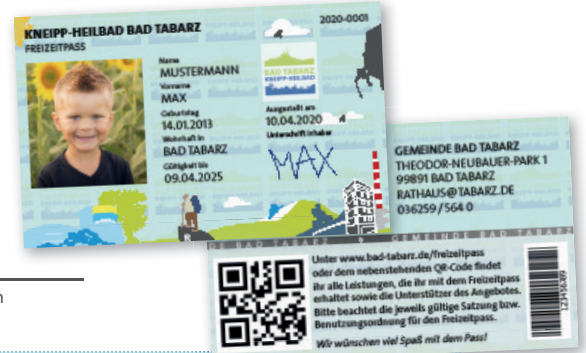 KNEIPP-HEILBAD BAD TABARZ
FREIZEITPASS
2020-0001
Name
MUSTERMANN
Vorname
MAX
Geburtstag
14.01.2013
Wohnhaft in
BAD TABARZ
Gültigkeit bis
09.04.2025
BAD TABARZ
KNEIPP-HEILBAD
Ausgestellt am
10.04.2020
Unterschrift Inhaber
MAX
GEMEINDE BAD TABARZ
THEODOR-NEUBAUER-PARK 1
99891 BAD TABARZ
RATHAUS@TABARZ.DE
036259 / 564 0
DE BAD TABARZ GEMEINDE BAD TABARZ
Unter www.bad-tabarz.de/freizeitpass
oder dem nebenstehenden QR-Code findet
ihr alle Leistungen, die ihr mit dem Freizeitpass
erhaltet sowie die Unterstützer des Angebotes.
Bitte beachtet die jeweils gültige Satzung bzw.
Benutzungsordnung für den Freizeitpass.
Wir wünschen viel Spaß mit dem Pass!
123456789
n